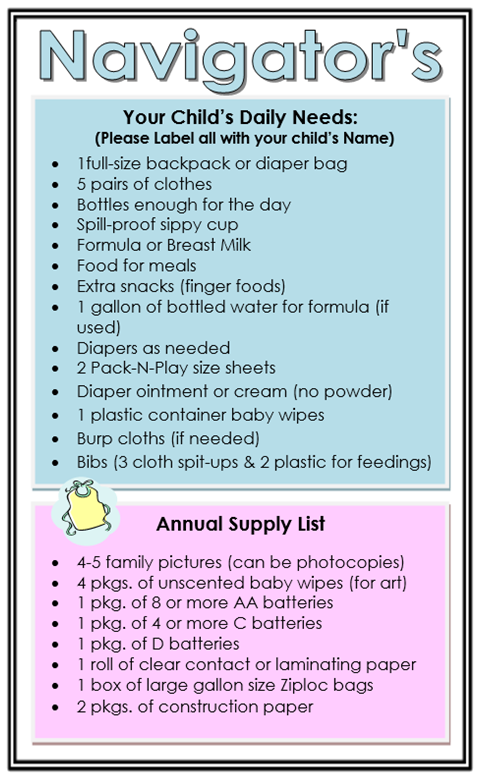 Navigator's
Your Child's Daily Needs:
(Please Label all with your child's Name)
• 1full-size backpack or diaper bag
• 5 pairs of clothes
• Bottles enough for the day
• Spill-proof sippy cup
• Formula or Breast Milk
• Food for meals
• Extra snacks (finger foods)
• 1 gallon of bottled water for formula (if
used)
• Diapers as needed
• 2 Pack-N-Play size sheets
• Diaper ointment or cream (no powder)
• 1 plastic container baby wipes
• Burp cloths (if needed)
• Bibs (3 cloth spit-ups & 2 plastic for feedings)
Annual Supply List
• 4-5 family pictures (can be photocopies)
• 4 pkgs. of unscented baby wipes (for art)
• 1 pkg. of 8 or more AA batteries
• 1 pkg. of 4 or more C batteries
• 1 pkg. of D batteries
• 1 roll of clear contact or laminating paper
• 1 box of large gallon size Ziploc bags
• 2 pkgs. of construction paper